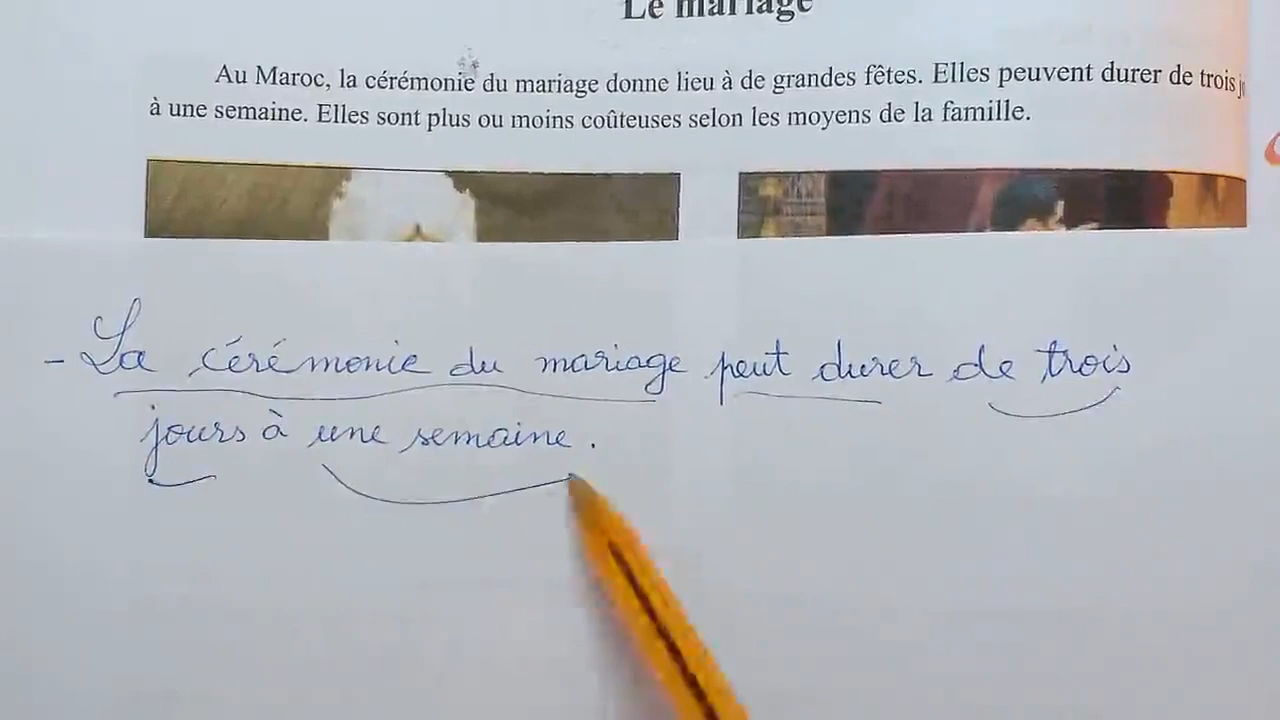 Le mariage
Au Maroc, la cérémonie du mariage donne lieu à de grandes fêtes. Elles peuvent durer de trois
à une semaine. Elles sont plus ou moins coûteuses selon les moyens de la famille.
- La cérémonie du mariage peut durer de trois
jours à une semaine.